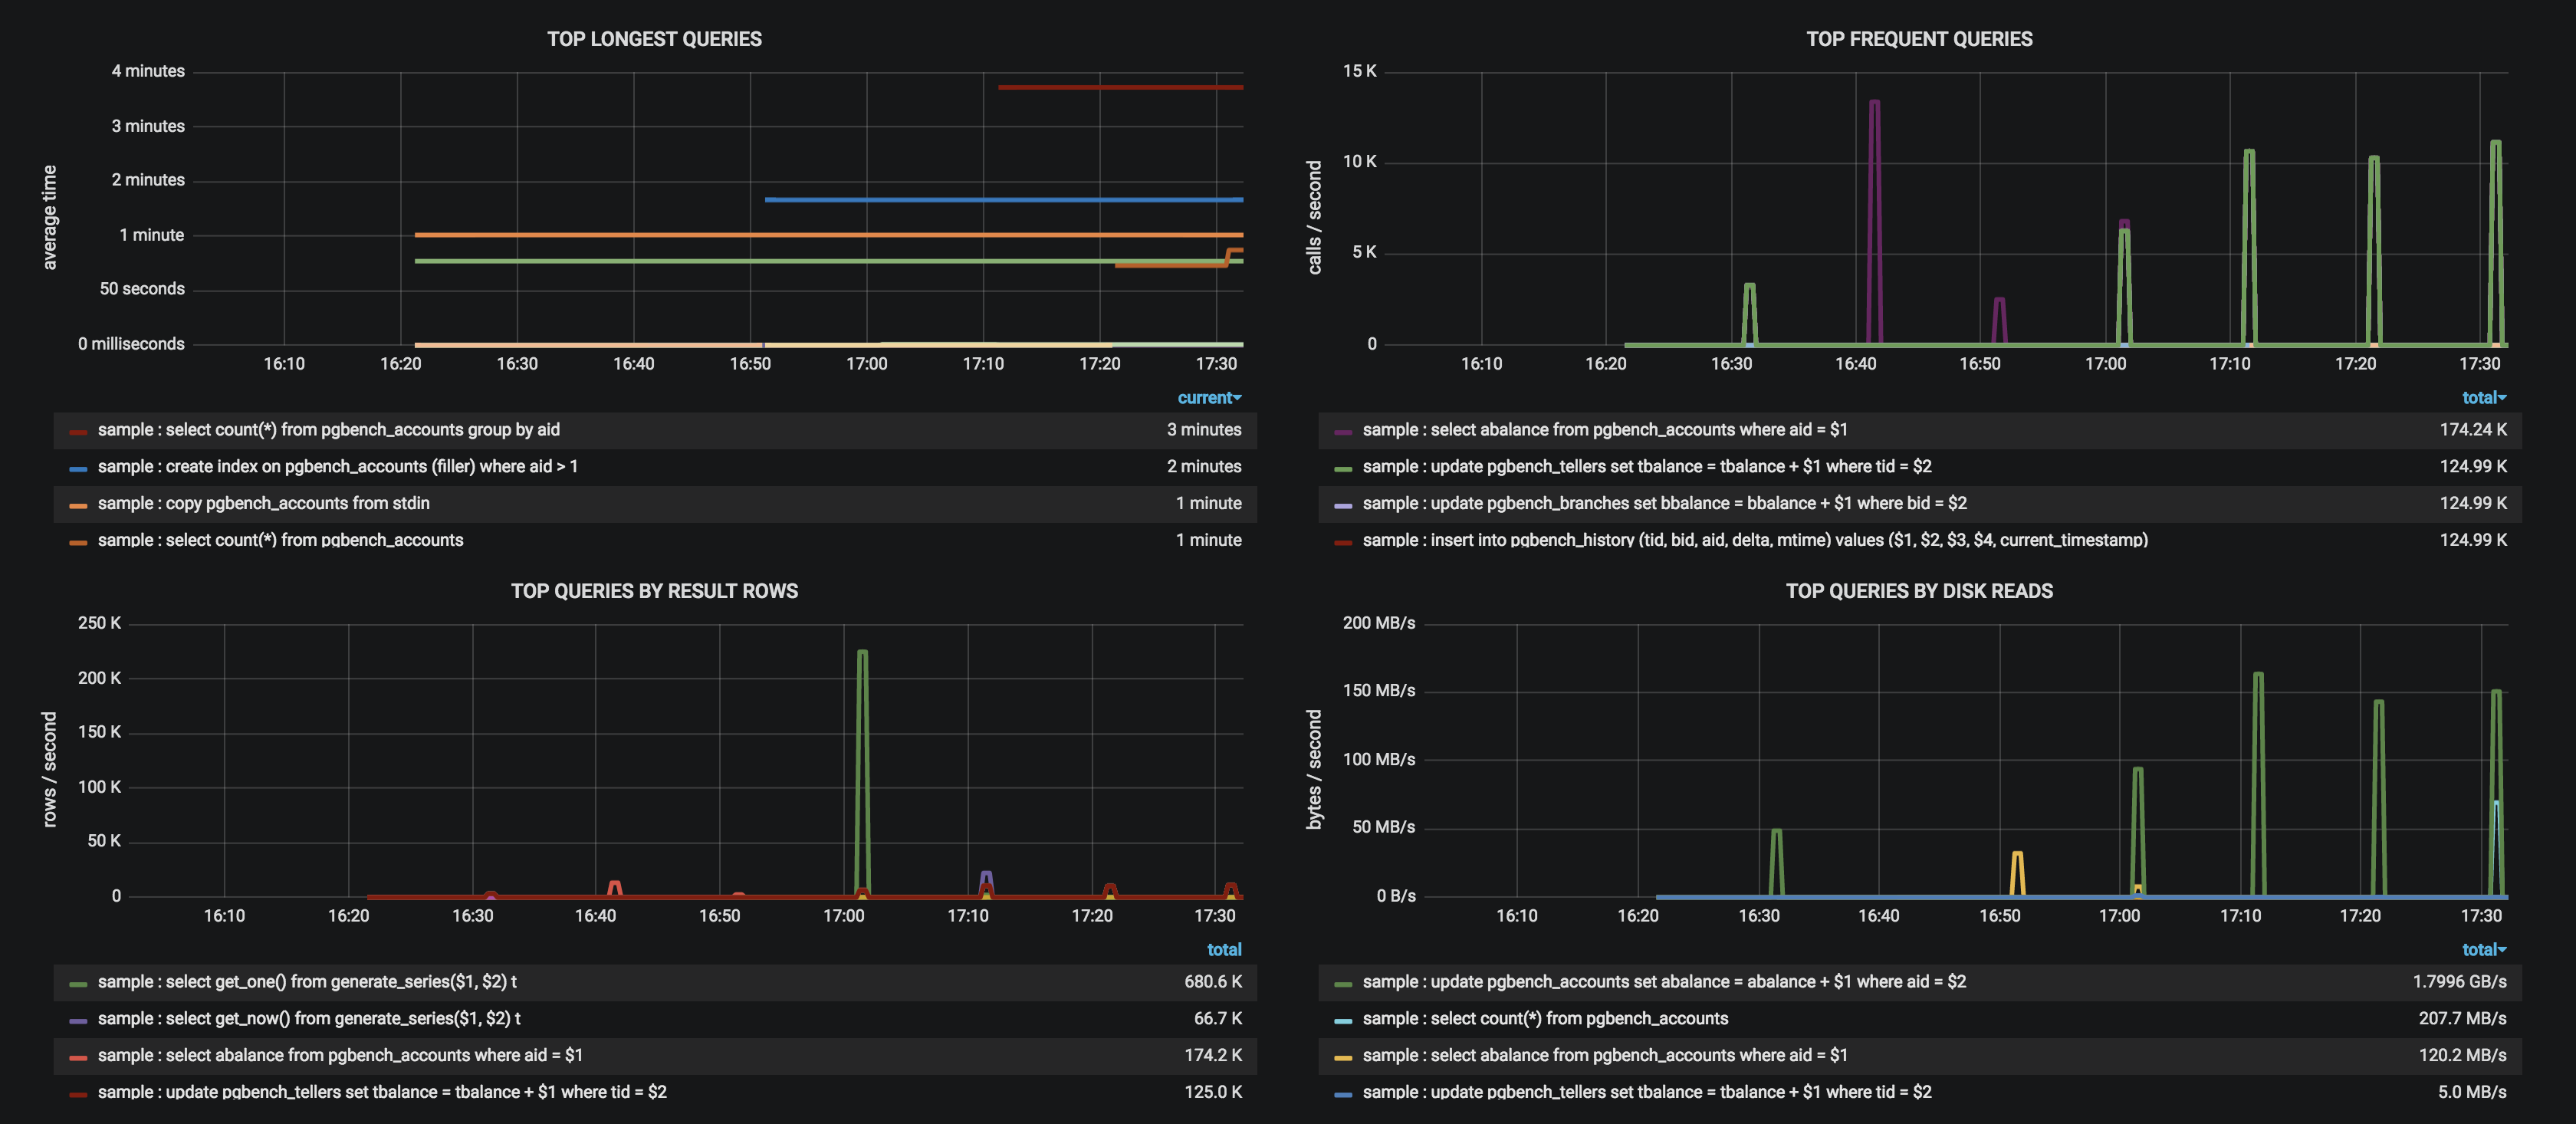 TOP LONGEST QUERIES
average time
4 minutes
3 minutes
2 minutes
1 minute
50 seconds
0 milliseconds
16:10 16:20 16:30 16:40 16:50 17:00 17:10 17:20 17:30
current
sample : select count(*) from pgbench_accounts group by aid 3 minutes
sample : create index on pgbench_accounts (filler) where aid > 1 2 minutes
sample : copy pgbench_accounts from stdin 1 minute
sample : select count(*) from pgbench_accounts 1 minute
TOP FREQUENT QUERIES
calls / second
15 K
10 K
5 K
0
16:10 16:20 16:30 16:40 16:50 17:00 17:10 17:20 17:30
total
sample : select abalance from pgbench_accounts where aid = $1 174.24 K
sample : update pgbench_tellers set tbalance = tbalance + $1 where tid = $2 124.99 K
sample : update pgbench_branches set bbalance = bbalance + $1 where bid = $2 124.99 K
sample : insert into pgbench_history (tid, bid, aid, delta, mtime) values ($1, $2, $3, $4, current_timestamp) 124.99 K
TOP QUERIES BY RESULT ROWS
rows / second
250 K
200 K
150 K
100 K
50 K
0
16:10 16:20 16:30 16:40 16:50 17:00 17:10 17:20 17:30
total
sample : select get_one() from generate_series($1, $2) t 680.6 K
sample : select get_now() from generate_series($1, $2) t 66.7 K
sample : select abalance from pgbench_accounts where aid = $1 174.2 K
sample : update pgbench_tellers set tbalance = tbalance + $1 where tid = $2 125.0 K
TOP QUERIES BY DISK READS
bytes / second
200 MB/s
150 MB/s
100 MB/s
50 MB/s
0 B/s
16:10 16:20 16:30 16:40 16:50 17:00 17:10 17:20 17:30
total
sample : update pgbench_accounts set abalance = abalance + $1 where aid = $2 1.7996 GB/s
sample : select count(*) from pgbench_accounts 207.7 MB/s
sample : select abalance from pgbench_accounts where aid = $1 120.2 MB/s
sample : update pgbench_tellers set tbalance = tbalance + $1 where tid = $2 5.0 MB/s